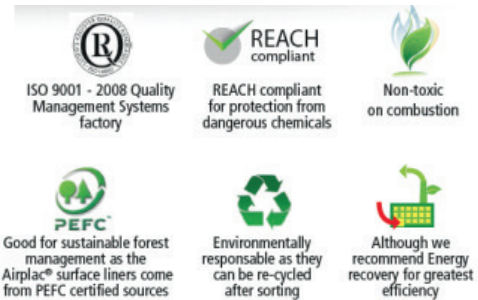 R
REACH
compliant
ISO 9001 - 2008 Quality
Management Systems
factory
REACH compliant
for protection from
dangerous chemicals
Non-toxic
on combustion
PEFC™
Good for sustainable forest
management as the
Airplac® surface liners come
from PEFC certified sources
Environmentally
responsible as they
can be re-cycled
after sorting
Although we
recommend Energy
recovery for greatest
efficiency